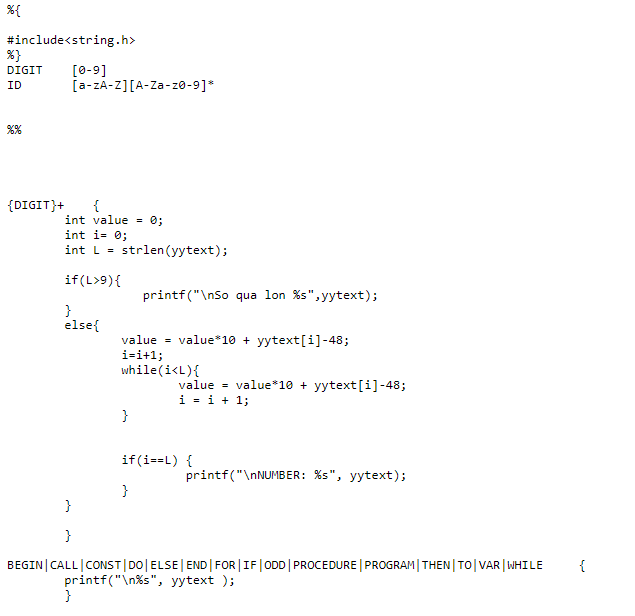 %{
#include<string.h>
%}
DIGIT    [0-9]
ID       [a-zA-Z][A-Za-z0-9]*
%%
{DIGIT}+    {
        int value = 0;
        int i= 0;
        int L = strlen(yytext);
        if(L>9){
                   printf("\nSo qua lon %s",yytext);
        }
        else{
                value = value*10 + yytext[i]-48;
                i=i+1;
                while(i<L){
                        value = value*10 + yytext[i]-48;
                        i = i + 1;
                }
                if(i==L) {
                         printf("\nNUMBER: %s", yytext);
                }
        }
        }
BEGIN|CALL|CONST|DO|ELSE|END|FOR|IF|ODD|PROCEDURE|PROGRAM|THEN|TO|VAR|WHILE     {
        printf("\n%s", yytext );
        }